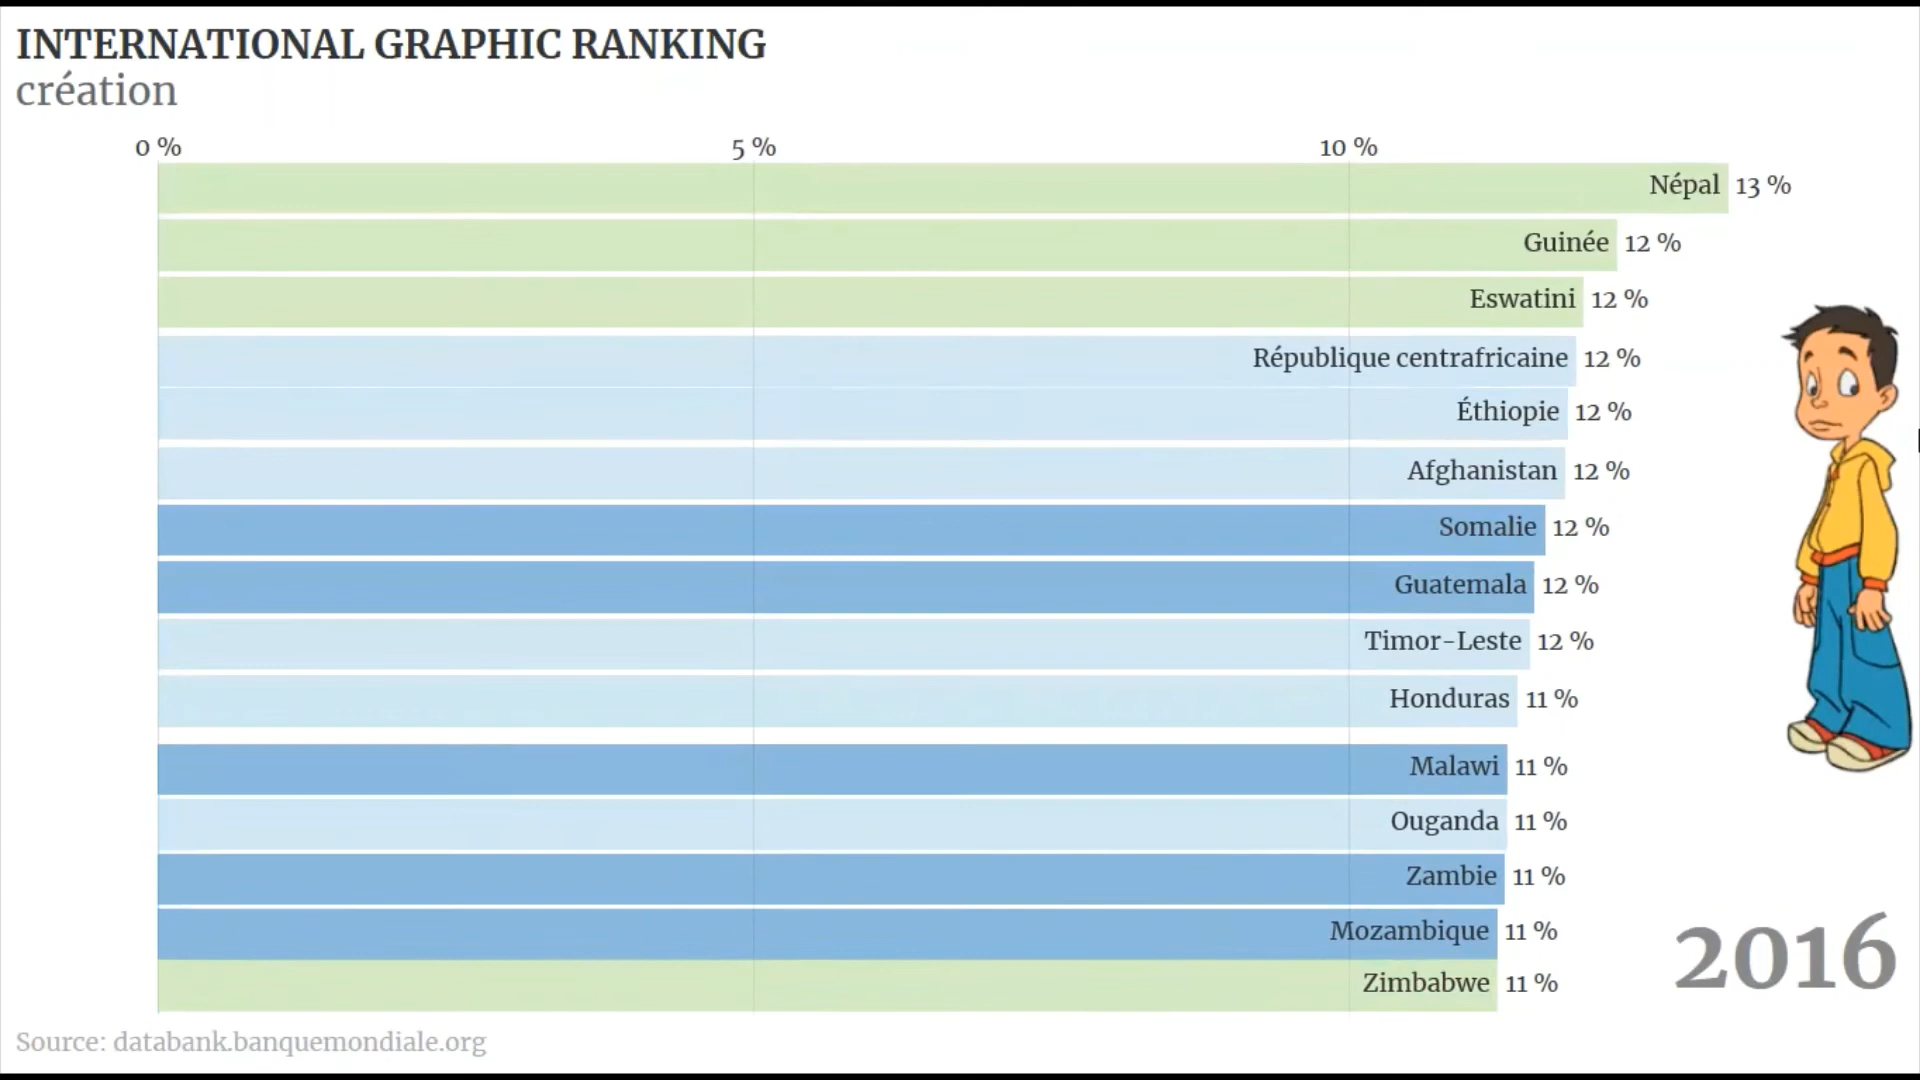 INTERNATIONAL GRAPHIC RANKING
création
0 % 5 % 10 %
Népal 13 %
Guinée 12 %
Eswatini 12 %
République centrafricaine 12 %
Éthiopie 12 %
Afghanistan 12 %
Somalie 12 %
Guatemala 12 %
Timor-Leste 12 %
Honduras 11 %
Malawi 11 %
Ouganda 11 %
Zambie 11 %
Mozambique 11 %
Zimbabwe 11 %
2016
Source: databank.banquemondiale.org